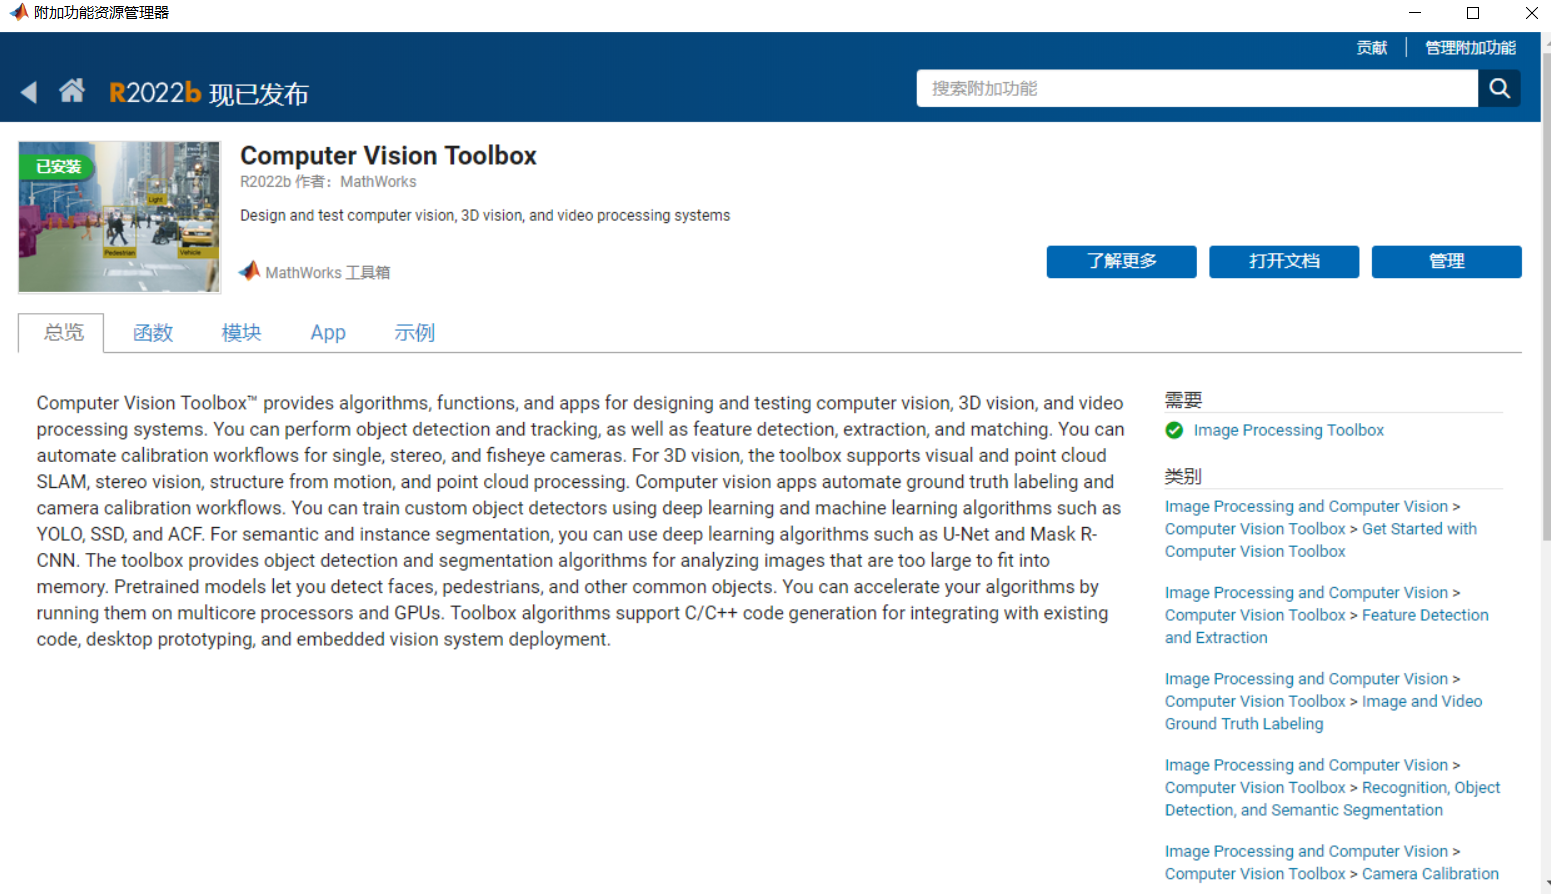 附加功能资源管理器
贡献
管理附加功能
R2022b 现已发布
搜索附加功能
已安装
Light
Pedestrian
Vehicle
Computer Vision Toolbox
R2022b 作者：MathWorks
Design and test computer vision, 3D vision, and video processing systems
MathWorks 工具箱
了解更多
打开文档
管理
总览
函数
模块
App
示例
Computer Vision Toolbox™ provides algorithms, functions, and apps for designing and testing computer vision, 3D vision, and video
processing systems. You can perform object detection and tracking, as well as feature detection, extraction, and matching. You can
automate calibration workflows for single, stereo, and fisheye cameras. For 3D vision, the toolbox supports visual and point cloud
SLAM, stereo vision, structure from motion, and point cloud processing. Computer vision apps automate ground truth labeling and
camera calibration workflows. You can train custom object detectors using deep learning and machine learning algorithms such as
YOLO, SSD, and ACF. For semantic and instance segmentation, you can use deep learning algorithms such as U-Net and Mask R-
CNN. The toolbox provides object detection and segmentation algorithms for analyzing images that are too large to fit into
memory. Pretrained models let you detect faces, pedestrians, and other common objects. You can accelerate your algorithms by
running them on multicore processors and GPUs. Toolbox algorithms support C/C++ code generation for integrating with existing
code, desktop prototyping, and embedded vision system deployment.
需要
Image Processing Toolbox
类别
Image Processing and Computer Vision >
Computer Vision Toolbox > Get Started with
Computer Vision Toolbox
Image Processing and Computer Vision >
Computer Vision Toolbox > Feature Detection
and Extraction
Image Processing and Computer Vision >
Computer Vision Toolbox > Image and Video
Ground Truth Labeling
Image Processing and Computer Vision >
Computer Vision Toolbox > Recognition, Object
Detection, and Semantic Segmentation
Image Processing and Computer Vision >
Computer Vision Toolbox > Camera Calibration